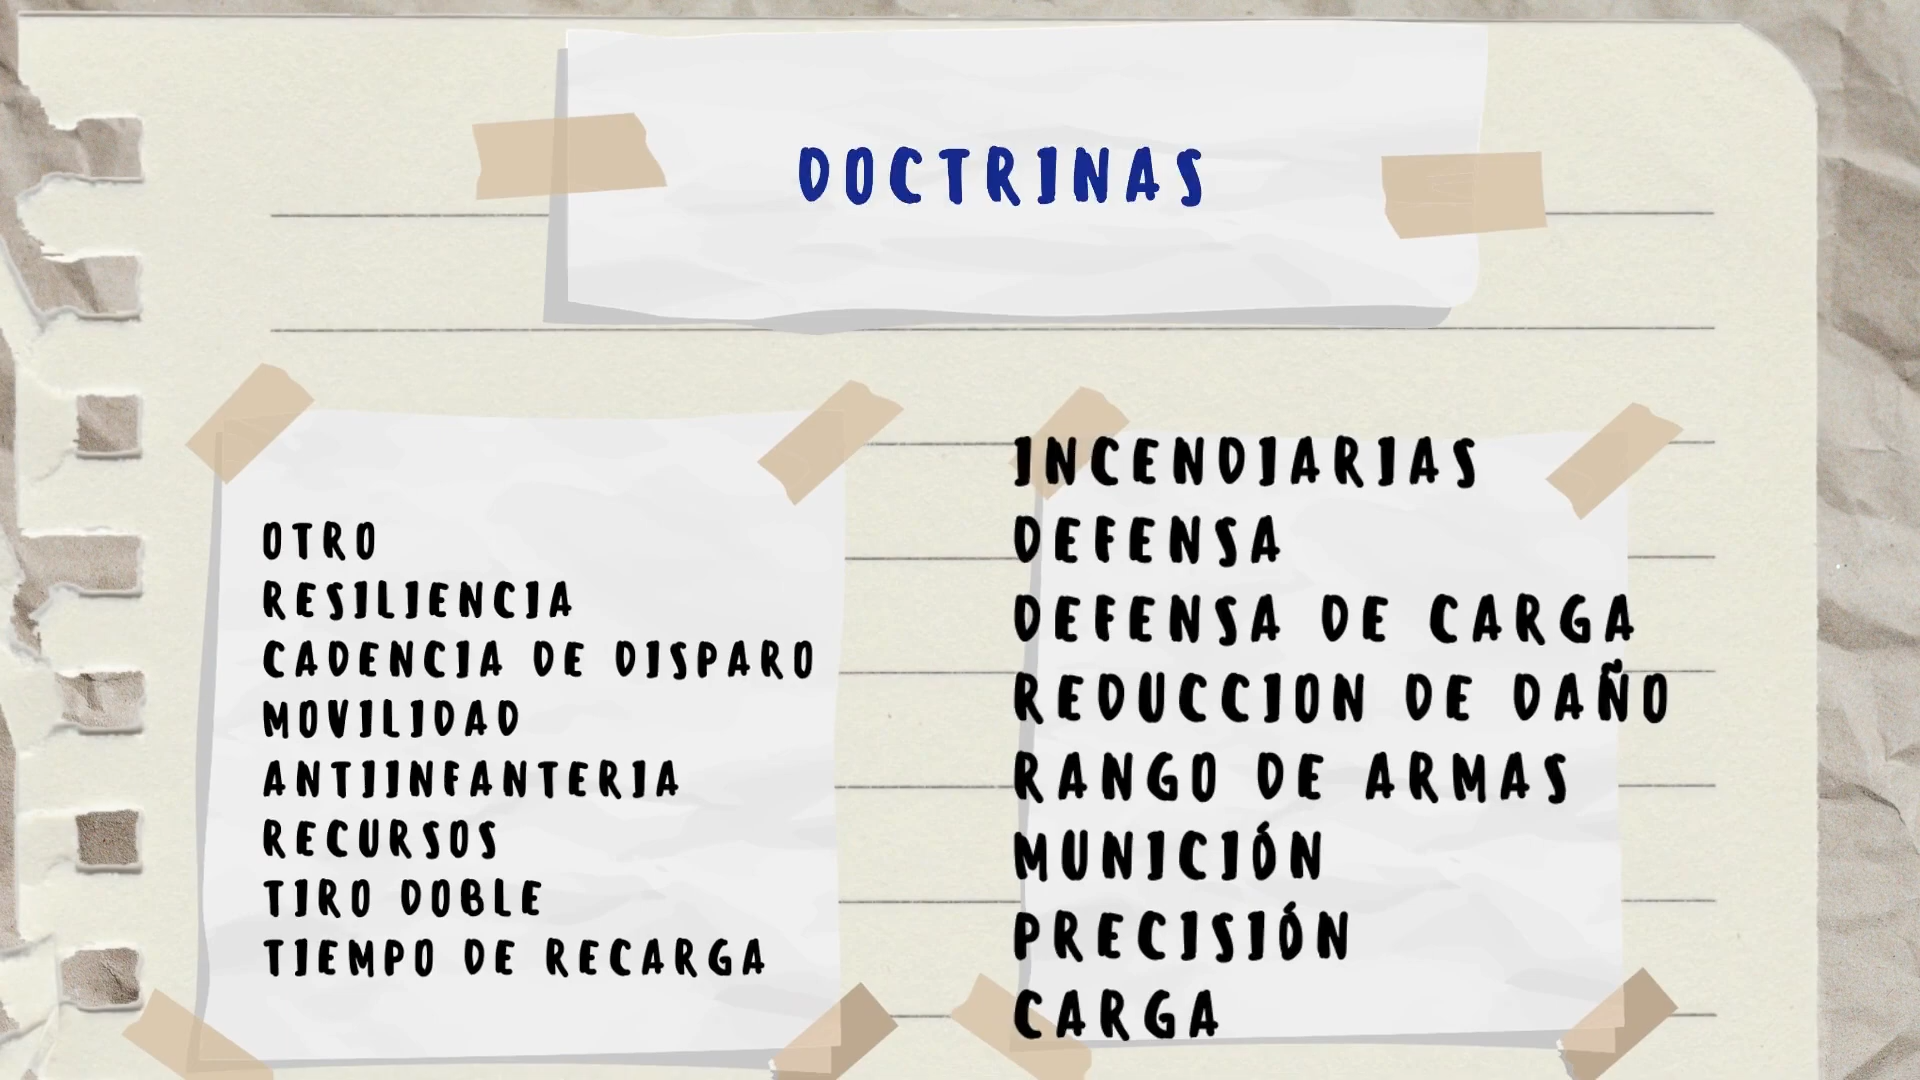 DOCTRINAS
OTRO
RESILIENCIA
CADENCIA DE DISPARO
MOVILIDAD
ANTIINFANTERIA
RECURSOS
TIRO DOBLE
TIEMPO DE RECARGA
INCENDIARIAS
DEFENSA
DEFENSA DE CARGA
REDUCCION DE DAÑO
RANGO DE ARMAS
MUNICIÓN
PRECISIÓN
CARGA